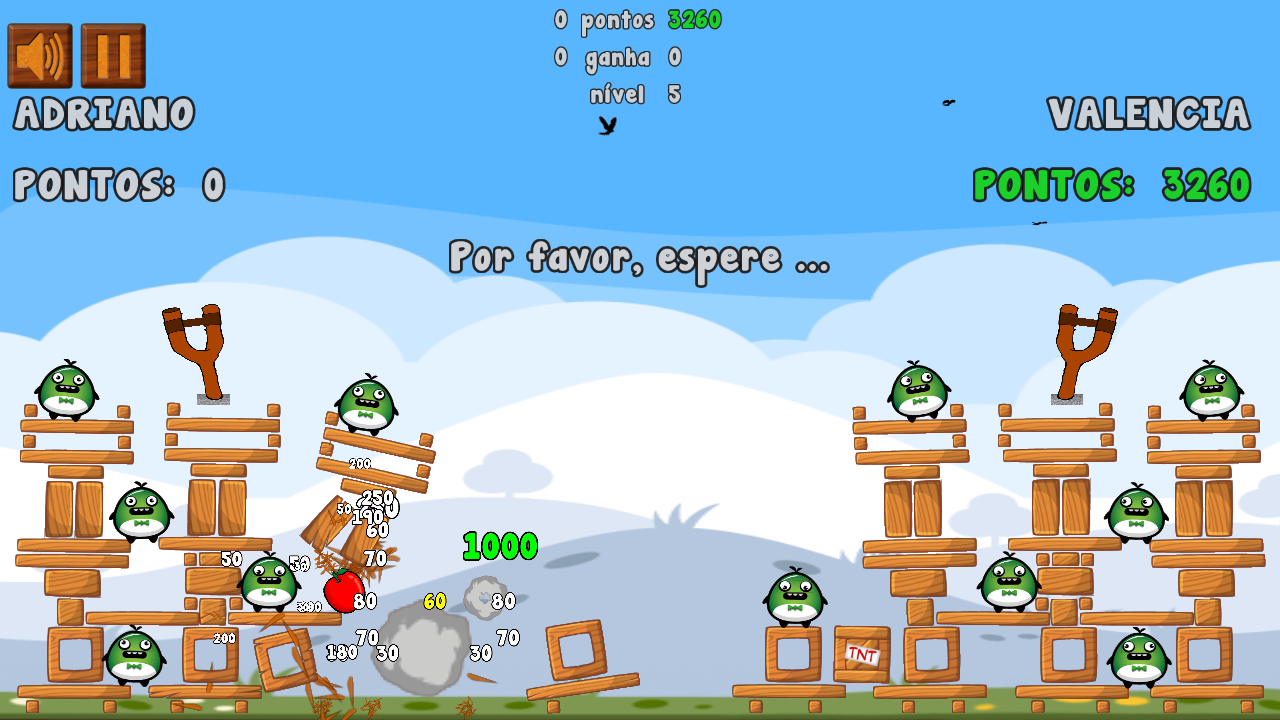 0 pontos 3260
0 ganha 0
nível 5
ADRIANO
VALENCIA
PONTOS: 0
PONTOS: 3260
Por favor, espere ...
200
250
50
190
60
1000
50
50
70
80
60
80
200
70
70
180
30
30
TNT